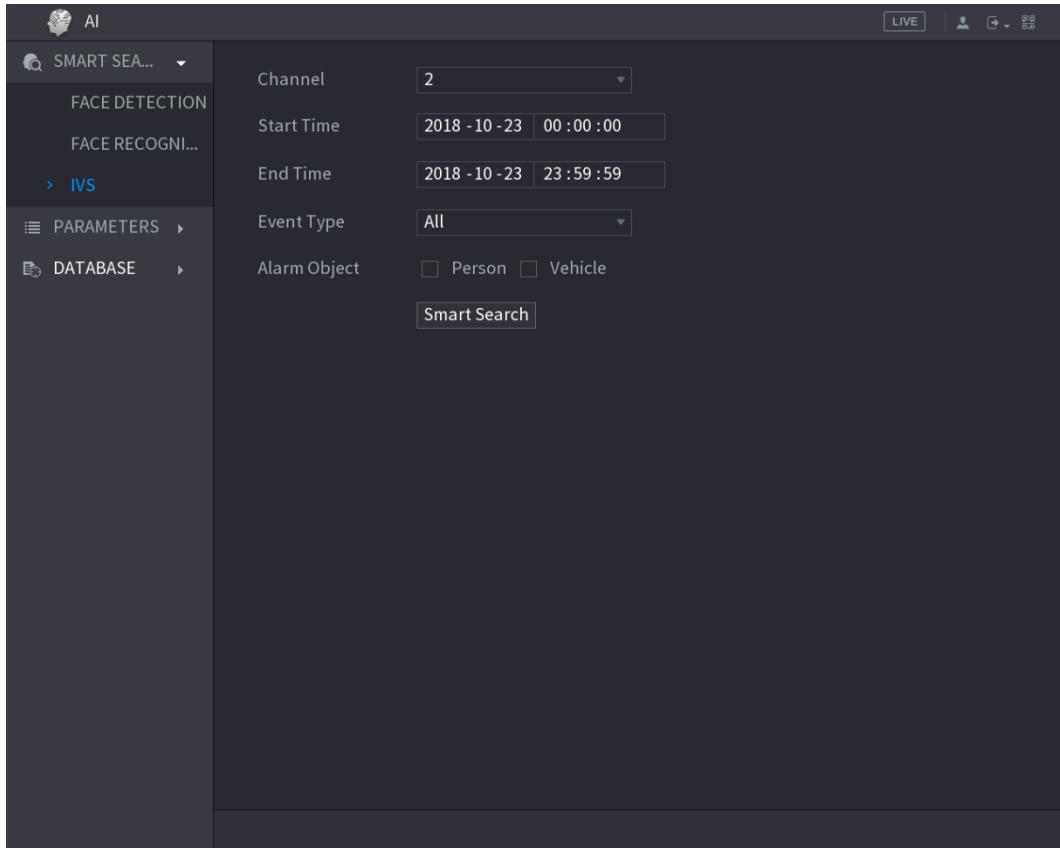 AI
LIVE
SMART SEA...
FACE DETECTION
FACE RECOGNI...
IVS
PARAMETERS
DATABASE
Channel 2
Start Time 2018 -10 -23 00 :00 :00
End Time 2018 -10 -23 23 :59 :59
Event Type All
Alarm Object Person Vehicle
Smart Search